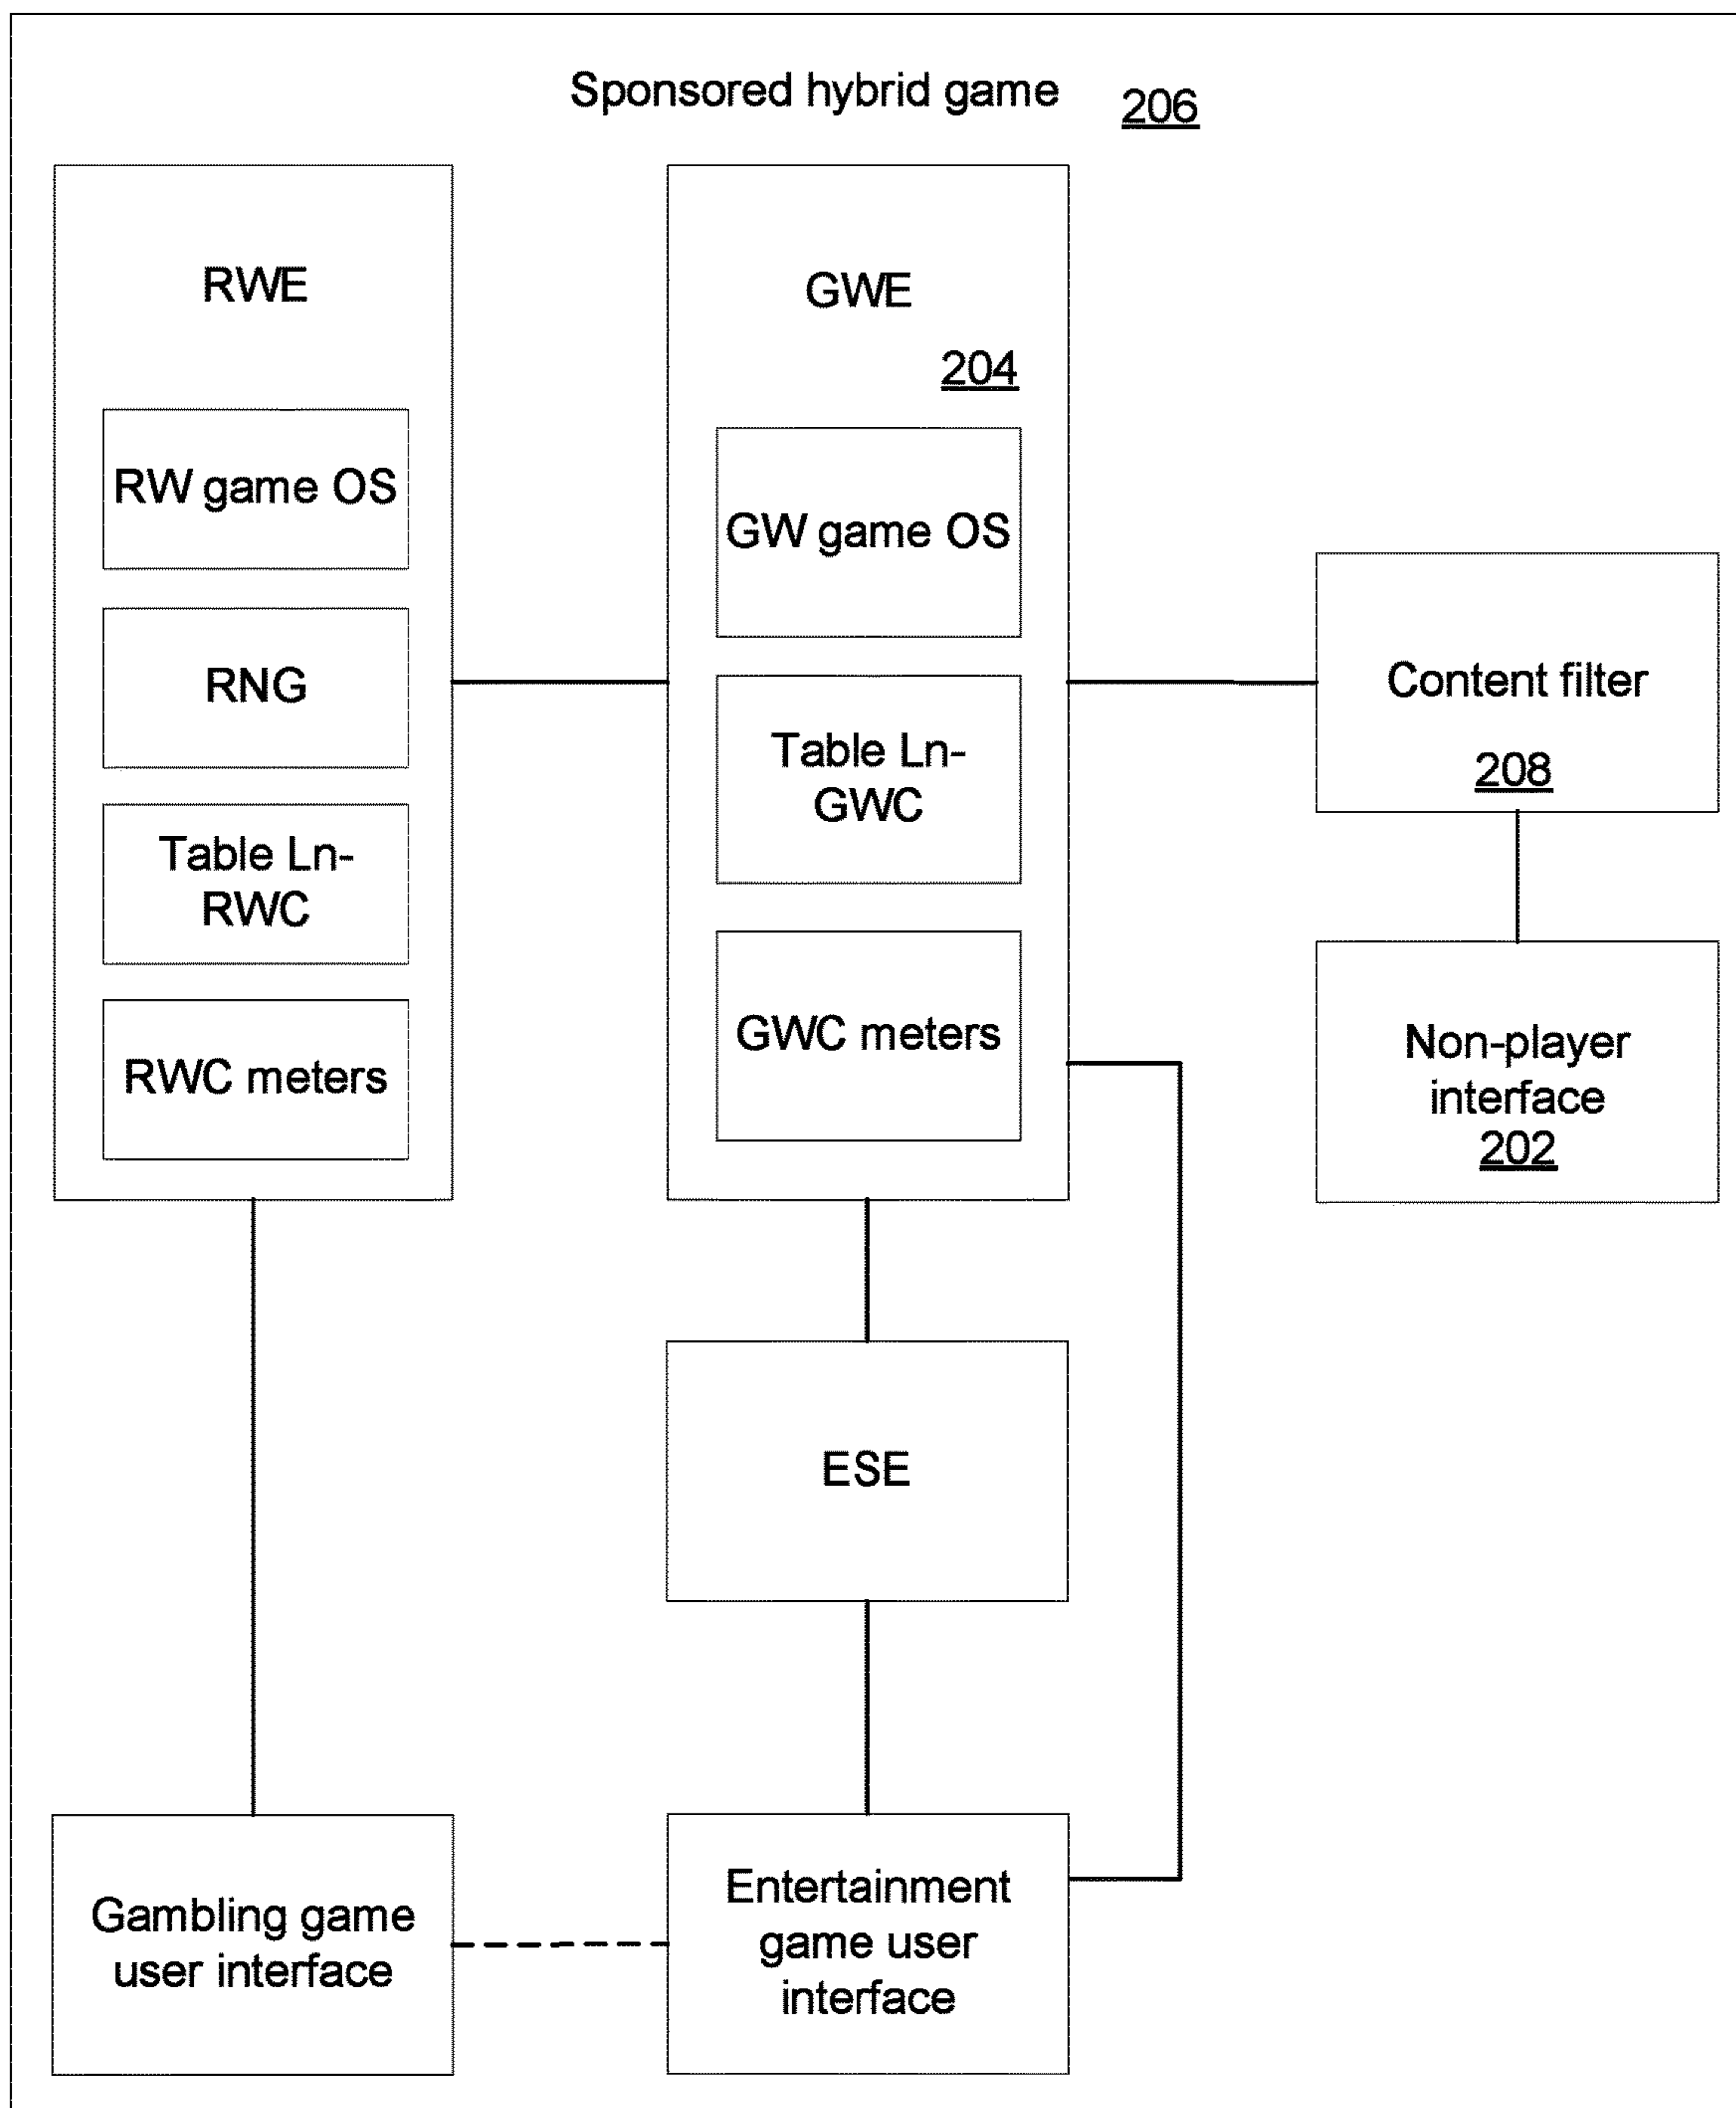 Sponsored hybrid game 206
RWE
RW game OS
RNG
Table Ln-
RWC
RWC meters
GWE
204
GW game OS
Table Ln-
GWC
GWC meters
Content filter
208
Non-player
interface
202
ESE
Gambling game
user interface
Entertainment
game user
interface